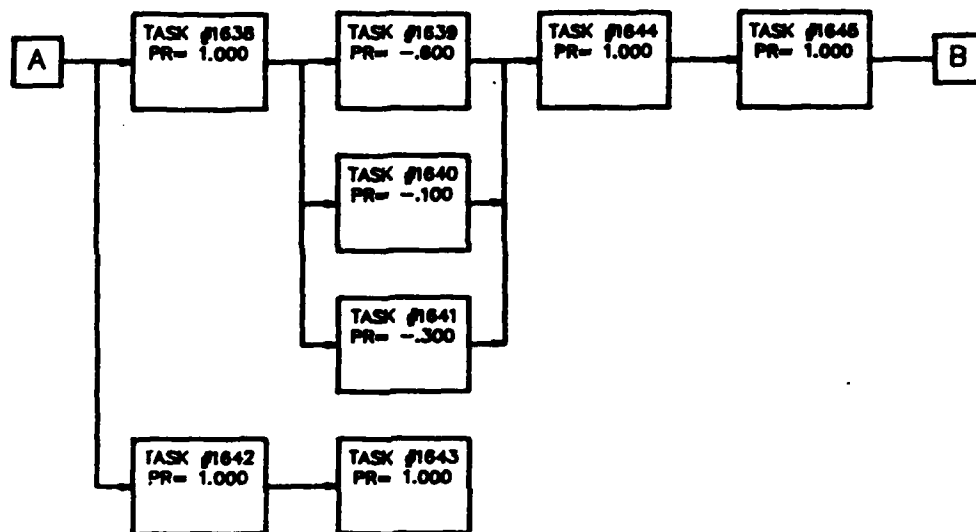 A
TASK #1638
PR= 1.000
TASK #1639
PR= -.600
TASK #1644
PR= 1.000
TASK #1645
PR= 1.000
B
TASK #1640
PR= -.100
TASK #1641
PR= -.300
TASK #1642
PR= 1.000
TASK #1643
PR= 1.000